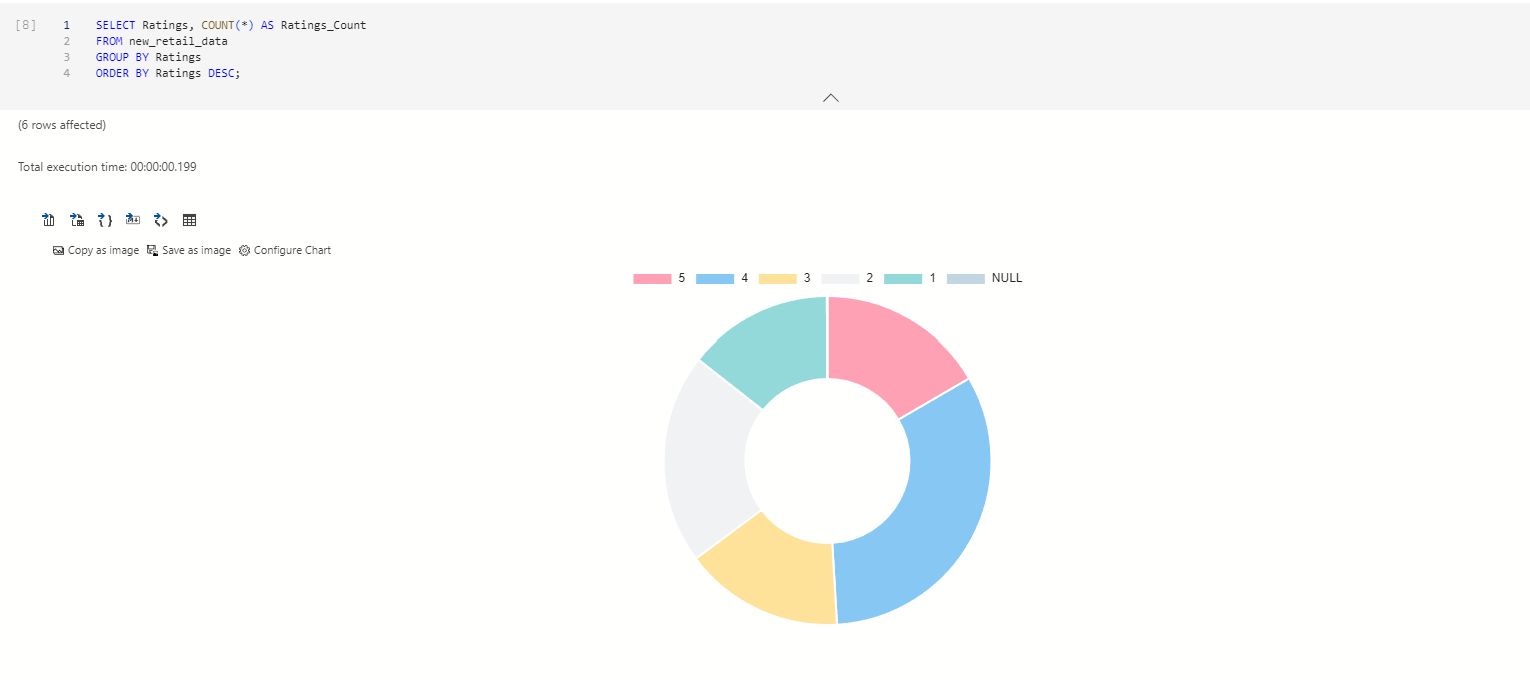 [8] 1 SELECT Ratings, COUNT(*) AS Ratings_Count
2 FROM new_retail_data
3 GROUP BY Ratings
4 ORDER BY Ratings DESC;
(6 rows affected)
Total execution time: 00:00:00.199
Copy as image Save as image Configure Chart
5 4 3 2 1 NULL